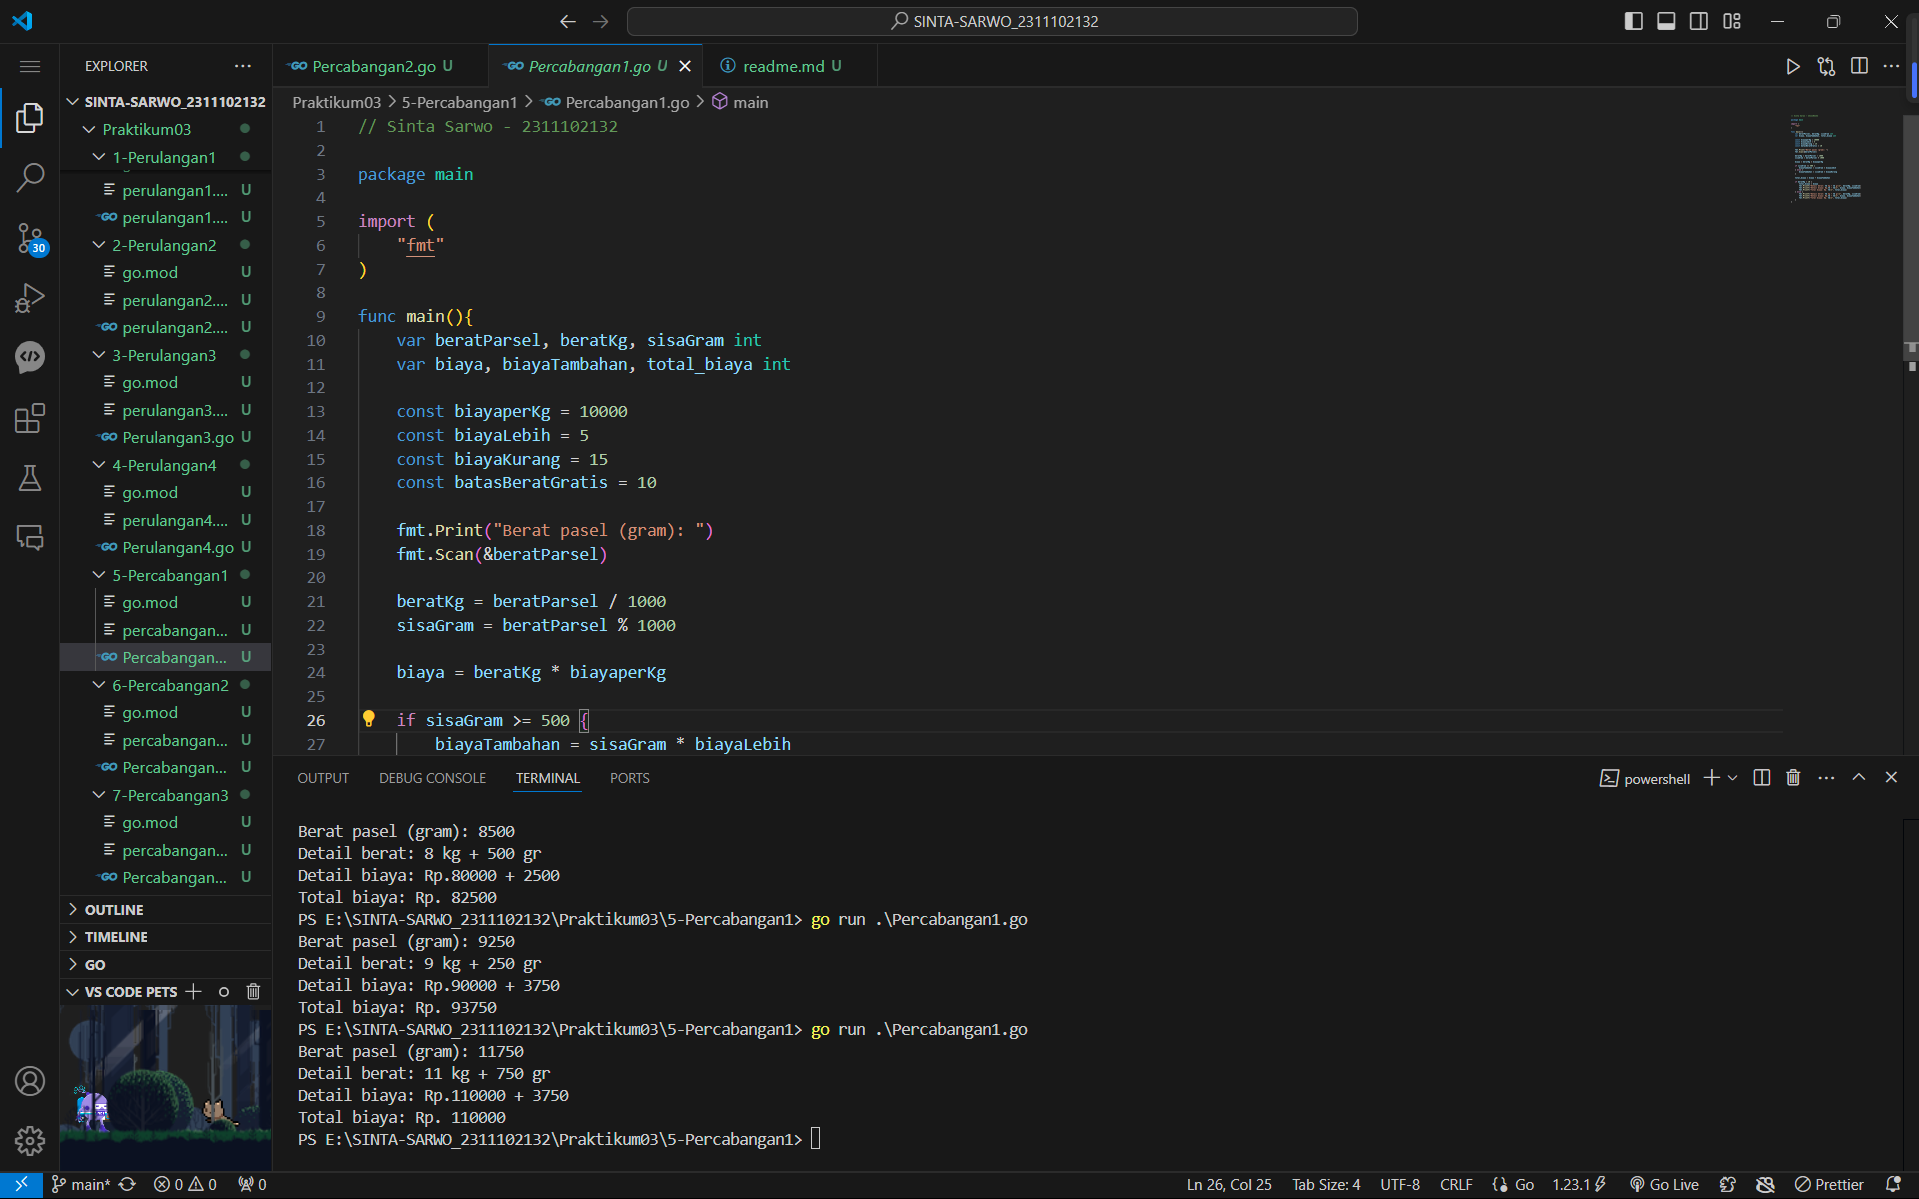 SINTA-SARWO_2311102132
EXPLORER
SINTA-SARWO_2311102132
Praktikum03
1-Perulangan1
perulangan1.... U
perulangan1.... U
2-Perulangan2
go.mod U
perulangan2.... U
perulangan2.... U
3-Perulangan3
go.mod U
perulangan3.... U
Perulangan3.go U
4-Perulangan4
go.mod U
perulangan4.... U
Perulangan4.go U
5-Percabangan1
go.mod U
percabangan... U
Percabangan... U
6-Percabangan2
go.mod U
percabangan... U
Percabangan... U
7-Percabangan3
go.mod U
percabangan... U
Percabangan... U
OUTLINE
TIMELINE
GO
VS CODE PETS
30
Percabangan2.go U
Percabangan1.go U
readme.md U
Praktikum03 > 5-Percabangan1 > Percabangan1.go > main
1 // Sinta Sarwo - 2311102132
2
3 package main
4
5 import (
6 "fmt"
7 )
8
9 func main(){
10 var beratParsel, beratKg, sisaGram int
11 var biaya, biayaTambahan, total_biaya int
12
13 const biayaperKg = 10000
14 const biayaLebih = 5
15 const biayaKurang = 15
16 const batasBeratGratis = 10
17
18 fmt.Print("Berat pasel (gram): ")
19 fmt.Scan(&beratParsel)
20
21 beratKg = beratParsel / 1000
22 sisaGram = beratParsel % 1000
23
24 biaya = beratKg * biayaperKg
25
26 if sisaGram >= 500 {
27 biayaTambahan = sisaGram * biayaLebih
OUTPUT DEBUG CONSOLE TERMINAL PORTS
powershell
Berat pasel (gram): 8500
Detail berat: 8 kg + 500 gr
Detail biaya: Rp.80000 + 2500
Total biaya: Rp. 82500
PS E:\SINTA-SARWO_2311102132\Praktikum03\5-Percabangan1> go run .\Percabangan1.go
Berat pasel (gram): 9250
Detail berat: 9 kg + 250 gr
Detail biaya: Rp.90000 + 3750
Total biaya: Rp. 93750
PS E:\SINTA-SARWO_2311102132\Praktikum03\5-Percabangan1> go run .\Percabangan1.go
Berat pasel (gram): 11750
Detail berat: 11 kg + 750 gr
Detail biaya: Rp.110000 + 3750
Total biaya: Rp. 110000
PS E:\SINTA-SARWO_2311102132\Praktikum03\5-Percabangan1>
main* 0 0 0 Ln 26, Col 25 Tab Size: 4 UTF-8 CRLF Go 1.23.1 Go Live Prettier